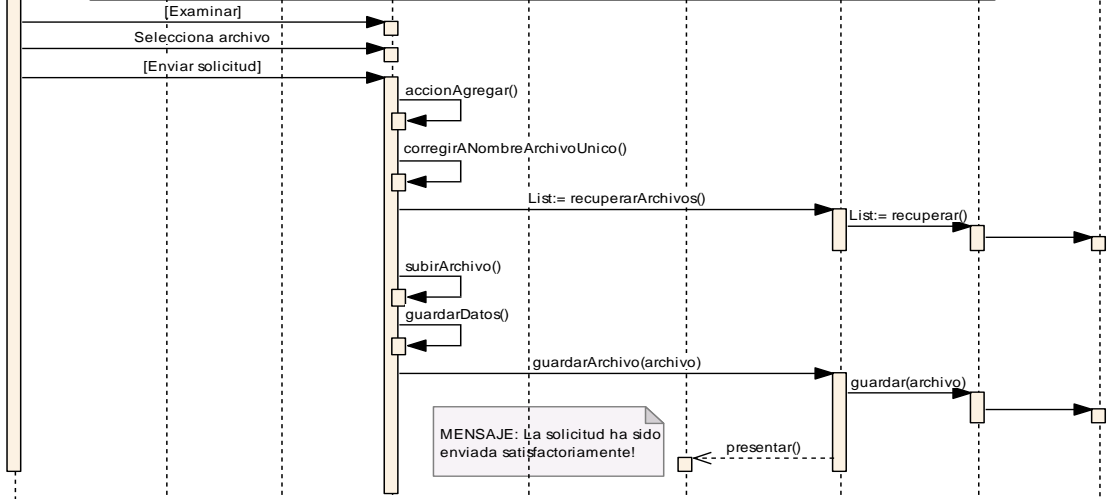 [Examinar]
Selecciona archivo
[Enviar solicitud]
accionAgregar()
corregirANombreArchivoUnico()
List:= recuperarArchivos()
List:= recuperar()
subirArchivo()
guardarDatos()
guardarArchivo(archivo)
guardar(archivo)
MENSAJE: La solicitud ha sido
enviada satisfactoriamente!
presentar()